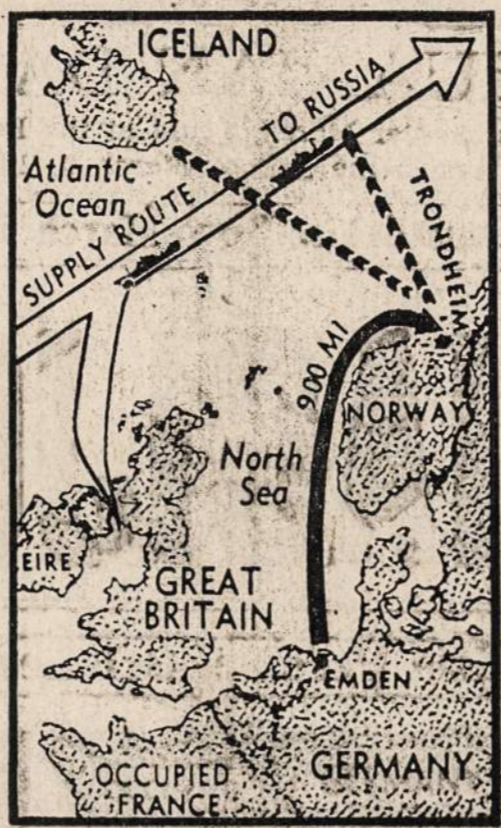 ICELAND
TO RUSSIA
Atlantic
Ocean
SUPPLY ROUTE
TRONDHEIM
900 MI
NORWAY
North
Sea
EIRE
GREAT
BRITAIN
EMDEN
OCCUPIED
FRANCE
GERMANY